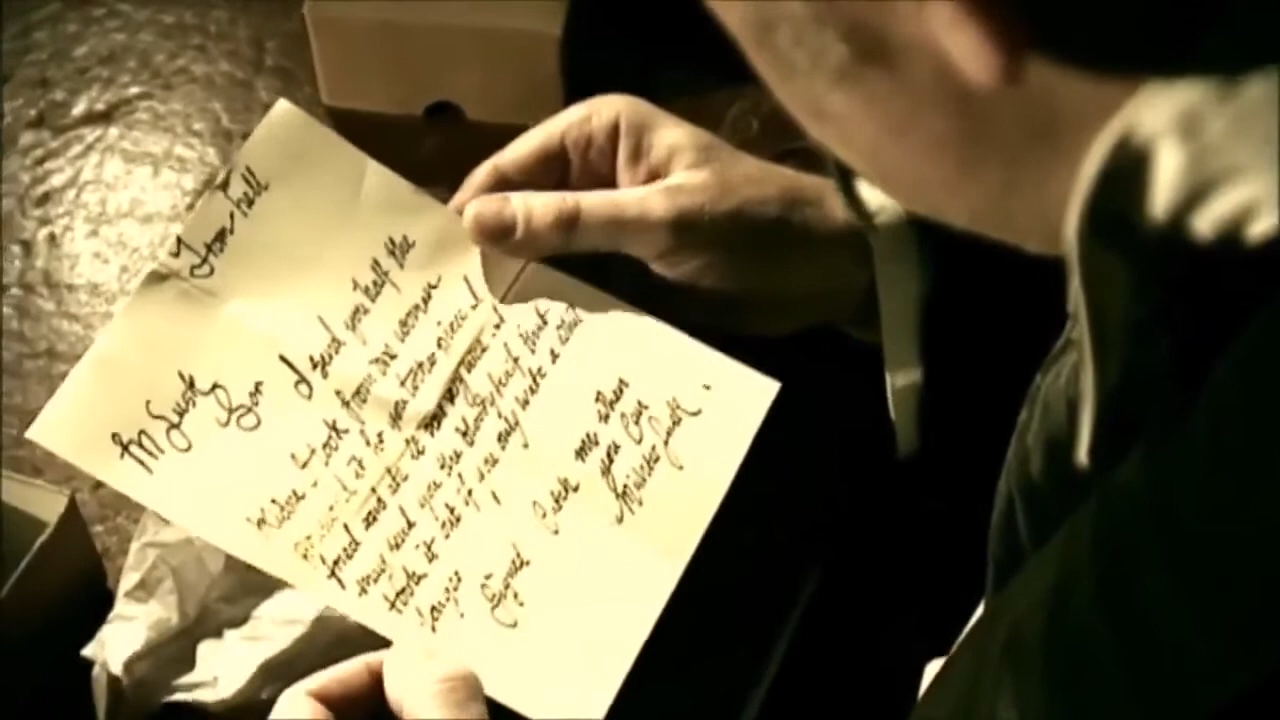 From hell
Mr Lusk
Sor
I send you half the
Kidne I took from one women
it for you tother piece I
fried and ate it
may send you the bloody knif that
took it out if you only wate a whil
longer
Signed Catch me when
you Can
Mishter Lusk.